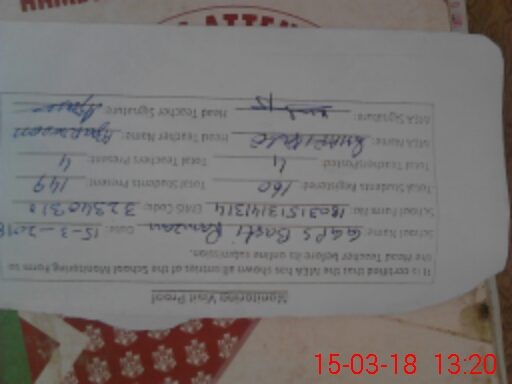 Monitoring Visit Proof
It is certified that the MEA has shown all entries of the School Monitoring Form to
the Head Teacher before its online submission.
School Name: GGPS Basti Ramzan Date: 15-3-2018
School Form No: 180315131413 14 EMIS Code:
Total Students Registered: 160 Total Students Present: 149
Total Teachers Posted: 4 Total Teachers Present: 4
MEA Name: Head Teacher Name:
MEA Signature: Head Teacher Signature:
15-03-18 13:20